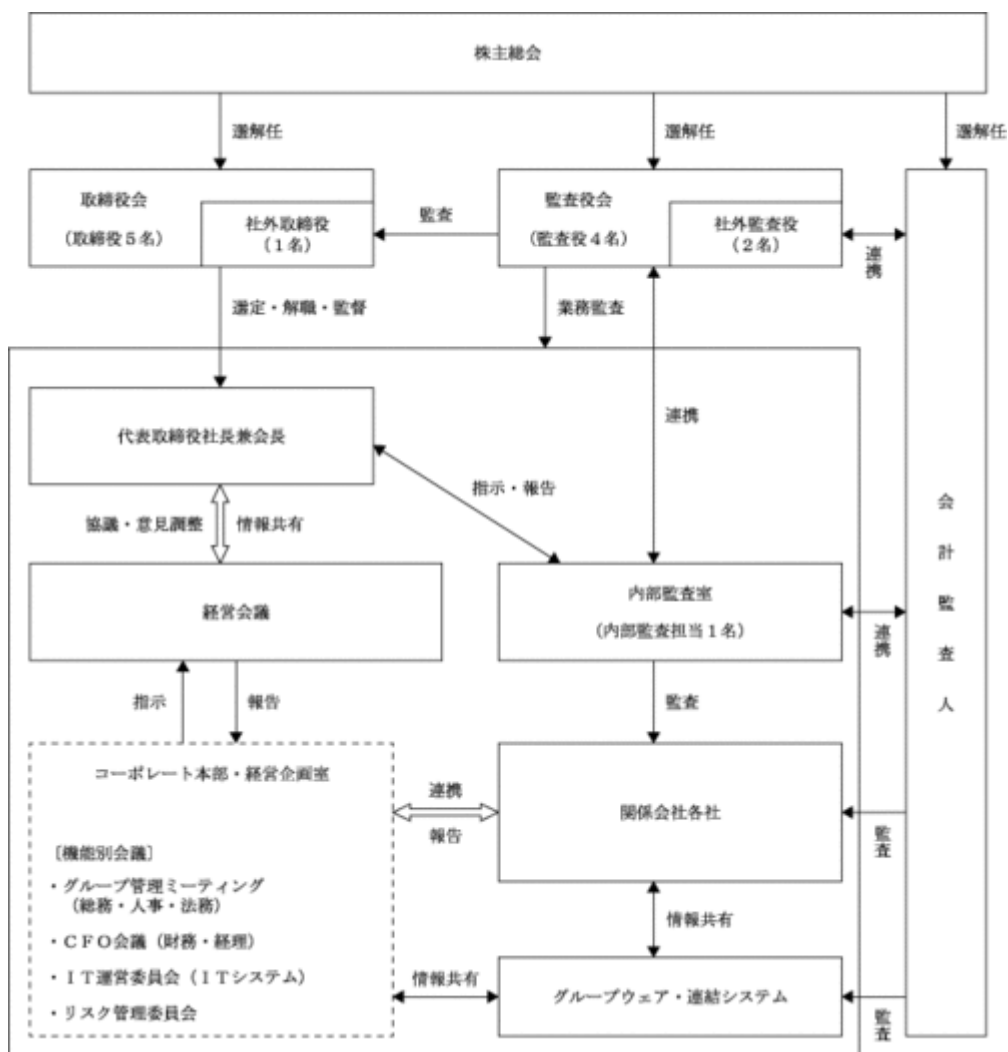 株主総会
選解任
選解任
選解任
取締役会
(取締役5名)
社外取締役
(1名)
監査
監査役会
(監査役4名)
社外監査役
(2名)
連携
選定・解職・監督
業務監査
代表取締役社長兼会長
連携
指示・報告
協議・意見調整
情報共有
経営会議
内部監査室
(内部監査担当1名)
連携
会計監査人
指示
報告
監査
コーポレート本部・経営企画室
連携
報告
関係会社各社
監査
〔機能別会議〕
・グループ管理ミーティング
(総務・人事・法務)
・CFO会議(財務・経理)
・IT運営委員会(ITシステム)
・リスク管理委員会
情報共有
情報共有
グループウェア・連結システム
監査